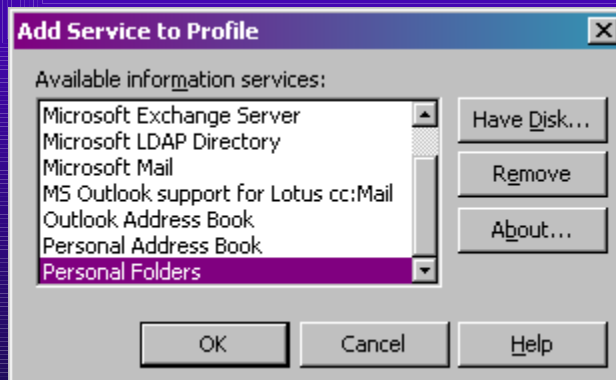 Add Service to Profile
Available information services:
Microsoft Exchange Server
Microsoft LDAP Directory
Microsoft Mail
MS Outlook support for Lotus cc:Mail
Outlook Address Book
Personal Address Book
Personal Folders
Have Disk...
Remove
About...
OK
Cancel
Help